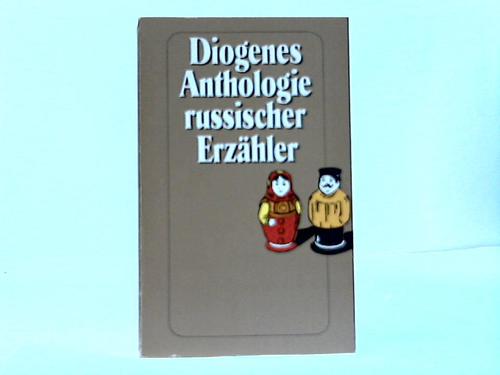 Diogenes
Anthologie
russischer
Erzähler